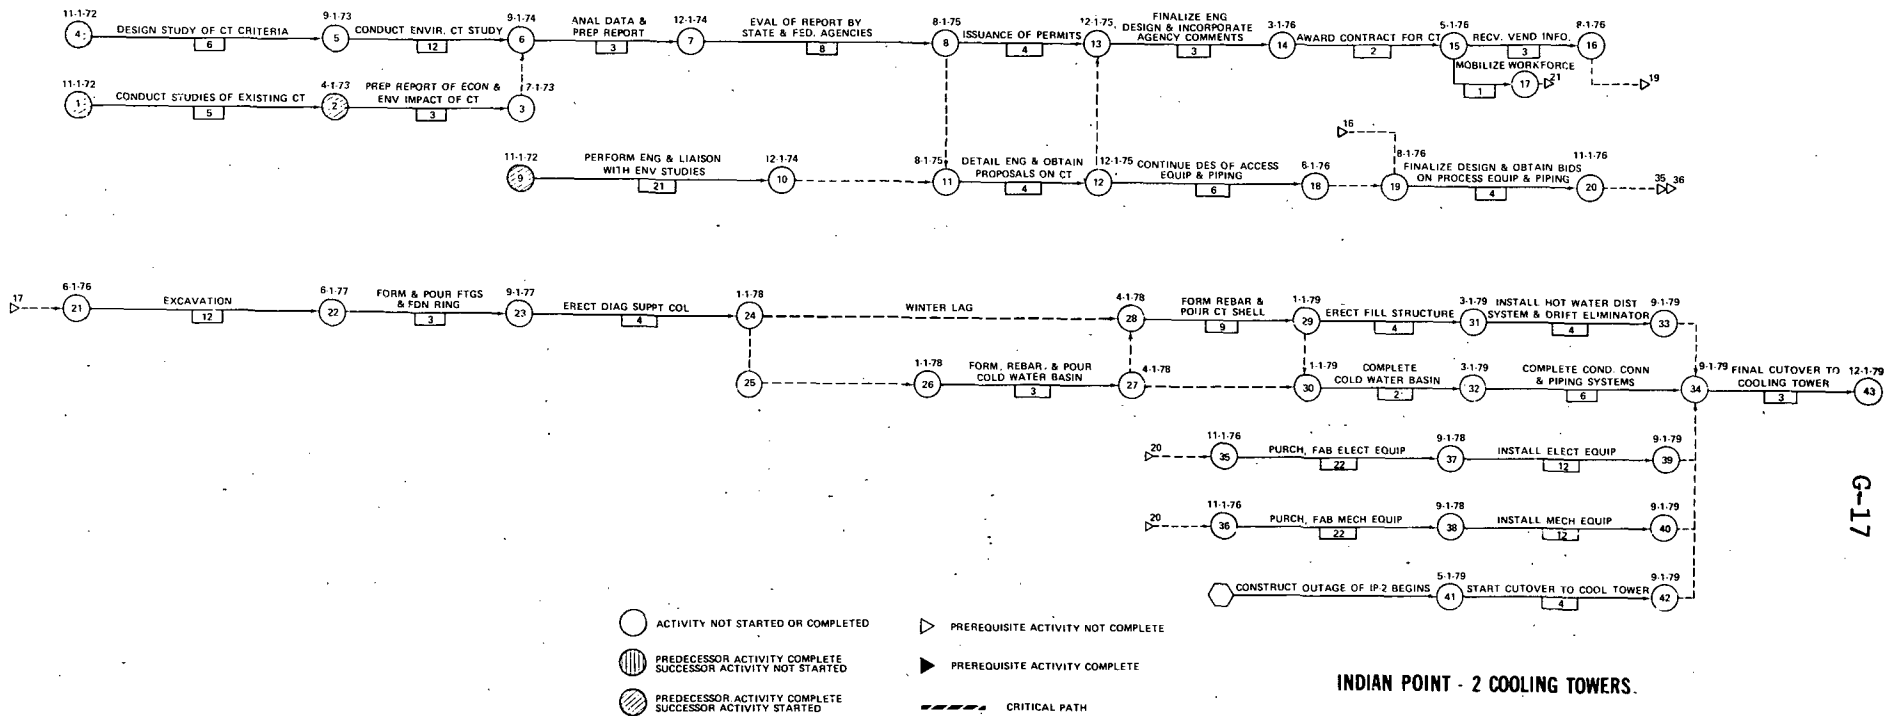 11-1-72
4
DESIGN STUDY OF CT CRITERIA
6
9-1-73
5
CONDUCT ENVIR. CT STUDY
12
9-1-74
6
ANAL DATA &
PREP REPORT
3
12-1-74
7
EVAL OF REPORT BY
STATE & FED. AGENCIES
8
8-1-75
8
ISSUANCE OF PERMITS
4
12-1-75
13
FINALIZE ENG
DESIGN & INCORPORATE
AGENCY COMMENTS
3
3-1-76
14
AWARD CONTRACT FOR CT
2
5-1-76
15
RECV. VEND INFO.
3
8-1-76
16
MOBILIZE WORKFORCE
1
17
21
19
11-1-72
1
CONDUCT STUDIES OF EXISTING CT
5
4-1-73
2
PREP REPORT OF ECON &
ENV IMPACT OF CT
3
7-1-73
3
11-1-72
9
PERFORM ENG & LIAISON
WITH ENV STUDIES
21
12-1-74
10
8-1-75
11
DETAIL ENG & OBTAIN
PROPOSALS ON CT
4
12-1-75
12
CONTINUE DES OF ACCESS
EQUIP & PIPING
6
6-1-76
18
16
8-1-76
19
FINALIZE DESIGN & OBTAIN BIDS
ON PROCESS EQUIP & PIPING
4
11-1-76
20
35 36
17
6-1-76
21
EXCAVATION
12
6-1-77
22
FORM & POUR FTGS
& FDN RING
3
9-1-77
23
ERECT DIAG SUPPT COL
4
1-1-78
24
WINTER LAG
4-1-78
28
FORM REBAR &
POUR CT SHELL
9
1-1-79
29
ERECT FILL STRUCTURE
4
3-1-79
31
INSTALL HOT WATER DIST
SYSTEM & DRIFT ELIMINATOR
4
9-1-79
33
25
1-1-78
26
FORM, REBAR, & POUR
COLD WATER BASIN
3
4-1-78
27
1-1-79
30
COMPLETE
COLD WATER BASIN
2
3-1-79
32
COMPLETE COND. CONN
& PIPING SYSTEMS
6
9-1-79
34
FINAL CUTOVER TO
COOLING TOWER
3
12-1-79
43
20
11-1-76
35
PURCH, FAB ELECT EQUIP
22
9-1-78
37
INSTALL ELECT EQUIP
12
9-1-79
39
20
11-1-76
36
PURCH, FAB MECH EQUIP
22
9-1-78
38
INSTALL MECH EQUIP
12
9-1-79
40
CONSTRUCT OUTAGE OF IP-2 BEGINS
5-1-79
41
START CUTOVER TO COOL TOWER
4
9-1-79
42
G-17
ACTIVITY NOT STARTED OR COMPLETED
PREDECESSOR ACTIVITY COMPLETE
SUCCESSOR ACTIVITY NOT STARTED
PREDECESSOR ACTIVITY COMPLETE
SUCCESSOR ACTIVITY STARTED
PREREQUISITE ACTIVITY NOT COMPLETE
PREREQUISITE ACTIVITY COMPLETE
CRITICAL PATH
INDIAN POINT - 2 COOLING TOWERS.